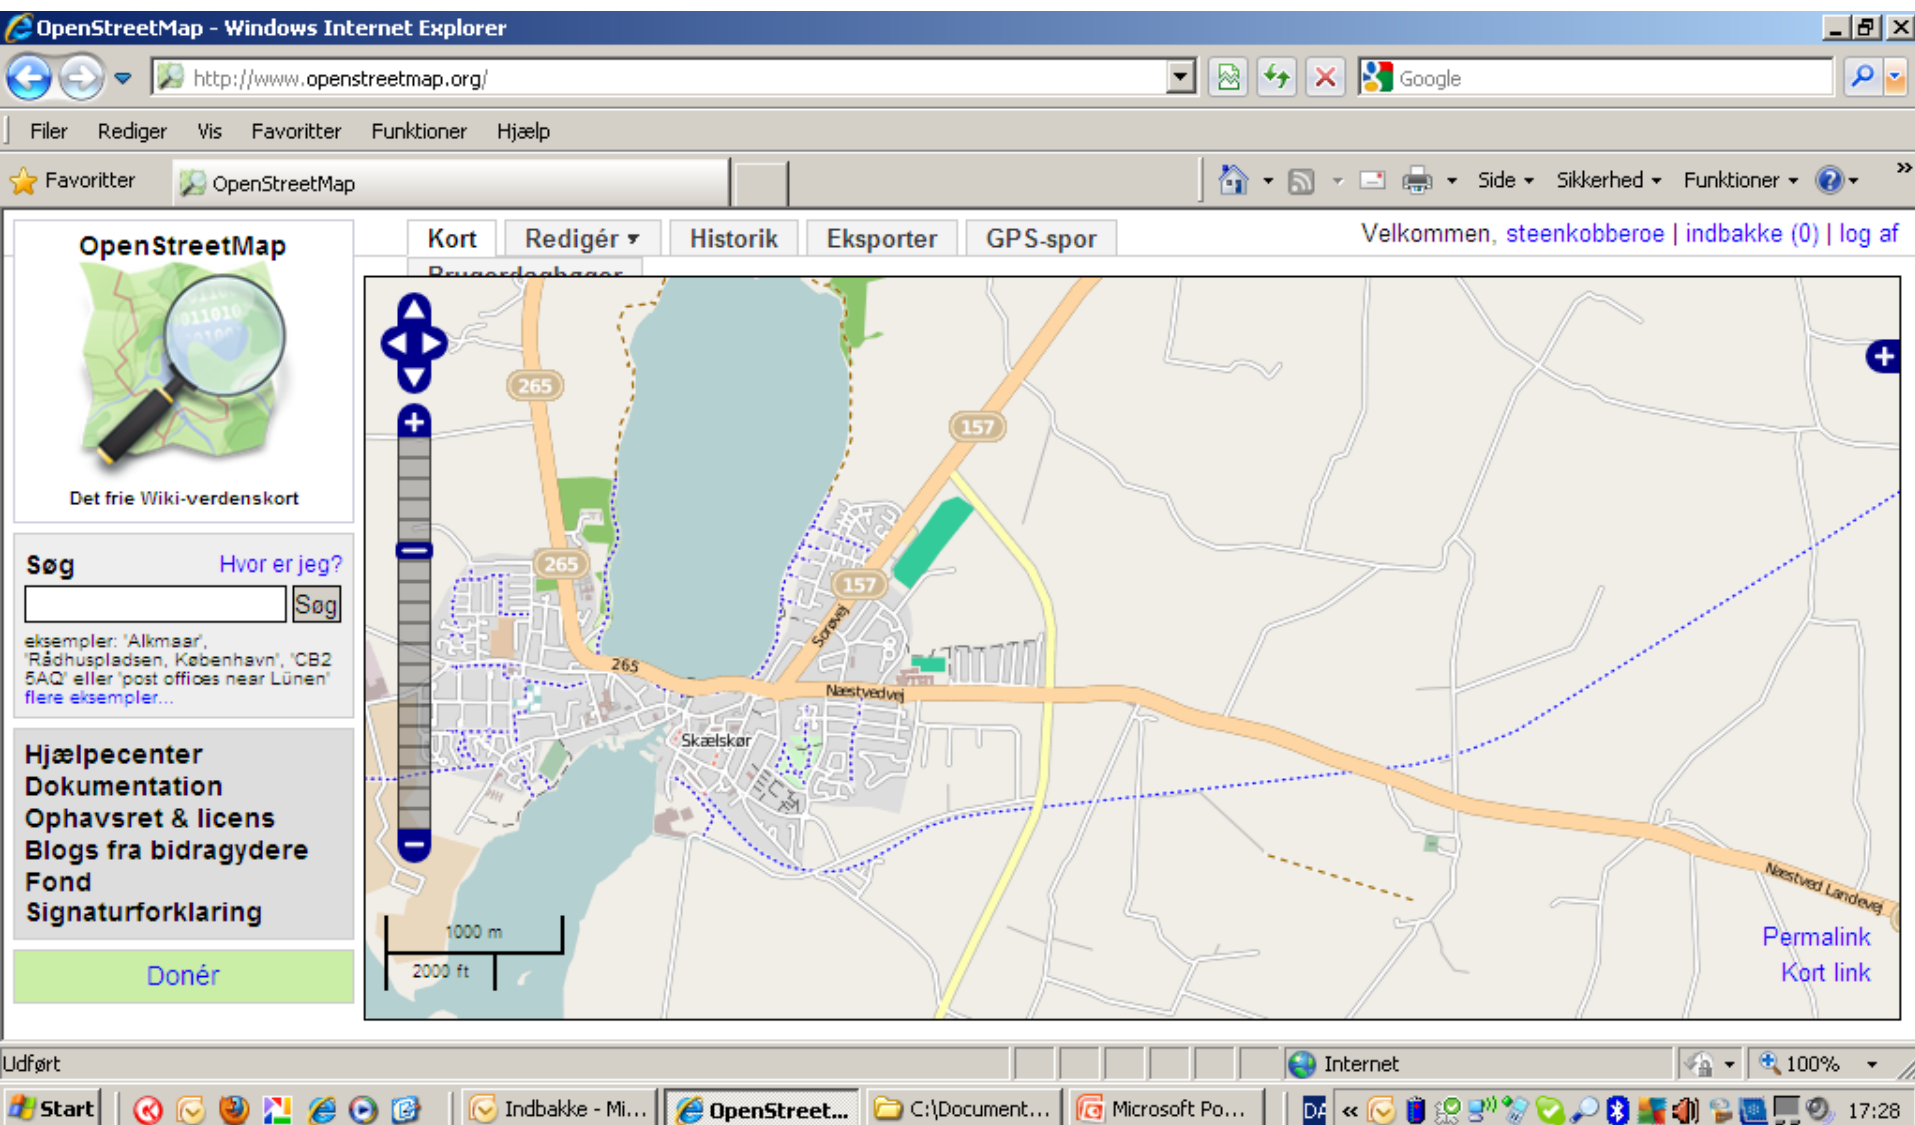 OpenStreetMap - Windows Internet Explorer
http://www.openstreetmap.org/
Google
Filer Rediger Vis Favoritter Funktioner Hjælp
Favoritter OpenStreetMap Side Sikkerhed Funktioner
OpenStreetMap
Det frie Wiki-verdenskort
Kort Redigér Historik Eksporter GPS-spor
Brugerdagbøger
Velkommen, steenkobberoe | indbakke (0) | log af
Søg Hvor er jeg?
Søg
eksempler: 'Alkmaar',
'Rådhuspladsen, København', 'CB2
5AQ' eller 'post offices near Lünen'
flere eksempler...
Hjælpecenter
Dokumentation
Ophavsret & licens
Blogs fra bidragydere
Fond
Signaturforklaring
Donér
265
157
265
157
Sorøvej
265
Næstvedvej
Skælskør
Næstved Landevej
1000 m
2000 ft
Permalink
Kort link
Udført
Internet
100%
Start
Indbakke - Mi...
OpenStreet...
C:\Document...
Microsoft Po...
DA
17:28